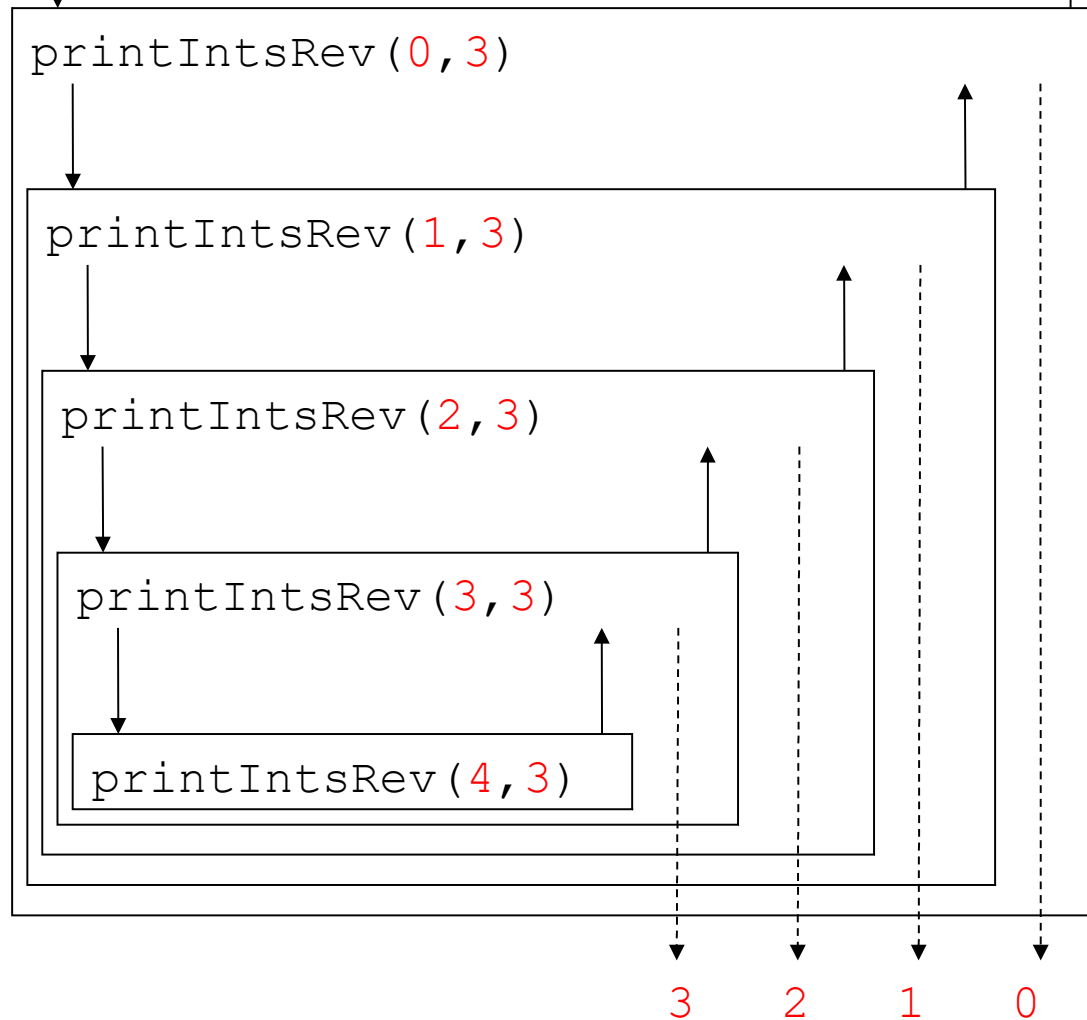 printIntsRev(0,3)
printIntsRev(1,3)
printIntsRev(2,3)
printIntsRev(3,3)
printIntsRev(4,3)
3 2 1 0